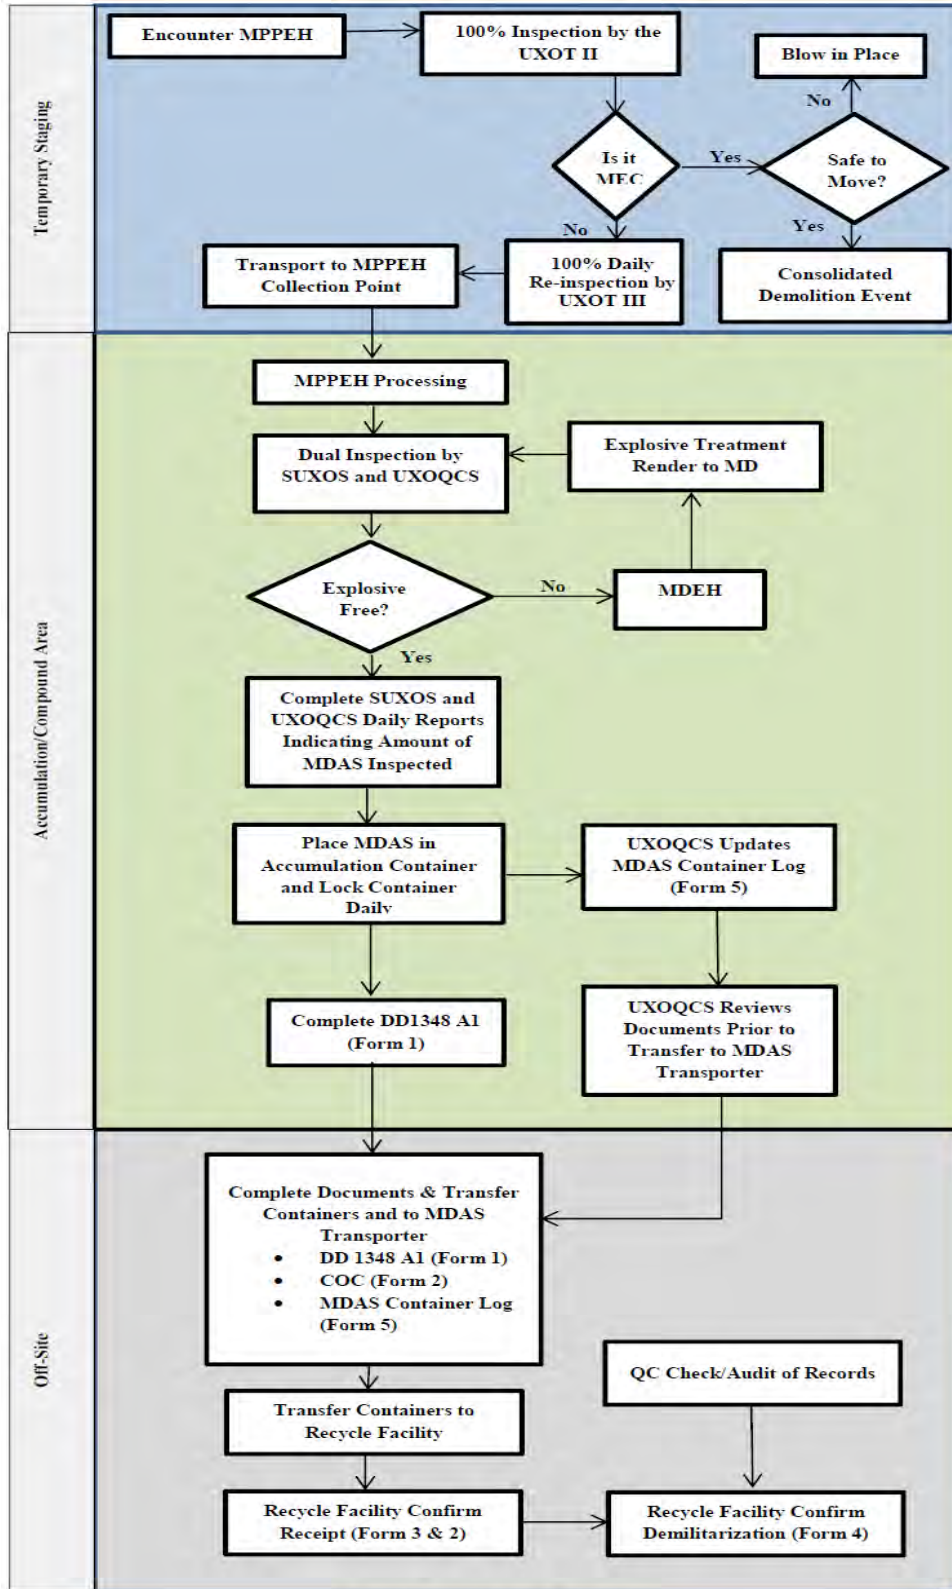 Temporary Staging
Encounter MPPEH
100% Inspection by the
UXOT II
Blow in Place
No
Is it
MEC
Yes
Safe to
Move?
No
Yes
Transport to MPPEH
Collection Point
100% Daily
Re-inspection by
UXOT III
Consolidated
Demolition Event
Accumulation/Compound Area
MPPEH Processing
Dual Inspection by
SUXOS and UXOQCS
Explosive Treatment
Render to MD
Explosive
Free?
No
MDEH
Yes
Complete SUXOS and
UXOQCS Daily Reports
Indicating Amount of
MDAS Inspected
Place MDAS in
Accumulation Container
and Lock Container
Daily
UXOQCS Updates
MDAS Container Log
(Form 5)
Complete DD1348 A1
(Form 1)
UXOQCS Reviews
Documents Prior to
Transfer to MDAS
Transporter
Off-Site
Complete Documents & Transfer
Containers and to MDAS
Transporter
• DD 1348 A1 (Form 1)
• COC (Form 2)
• MDAS Container Log
(Form 5)
QC Check/Audit of Records
Transfer Containers to
Recycle Facility
Recycle Facility Confirm
Receipt (Form 3 & 2)
Recycle Facility Confirm
Demilitarization (Form 4)